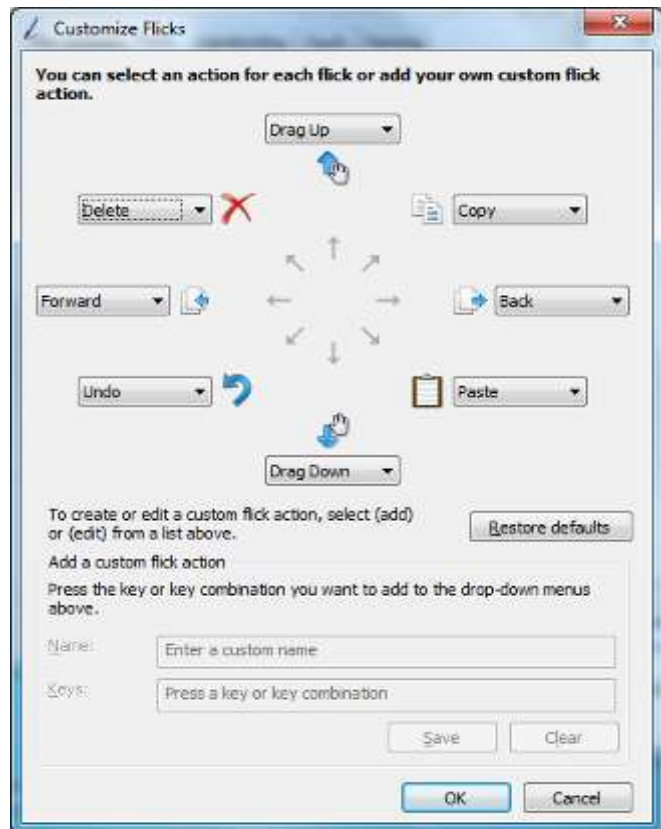 Customize Flicks
You can select an action for each flick or add your own custom flick
action.
Drag Up
Delete
Copy
Forward
Back
Undo
Paste
Drag Down
To create or edit a custom flick action, select (add)
or (edit) from a list above.
Restore defaults
Add a custom flick action
Press the key or key combination you want to add to the drop-down menus
above.
Name:
Enter a custom name
Keys:
Press a key or key combination
Save
Clear
OK
Cancel